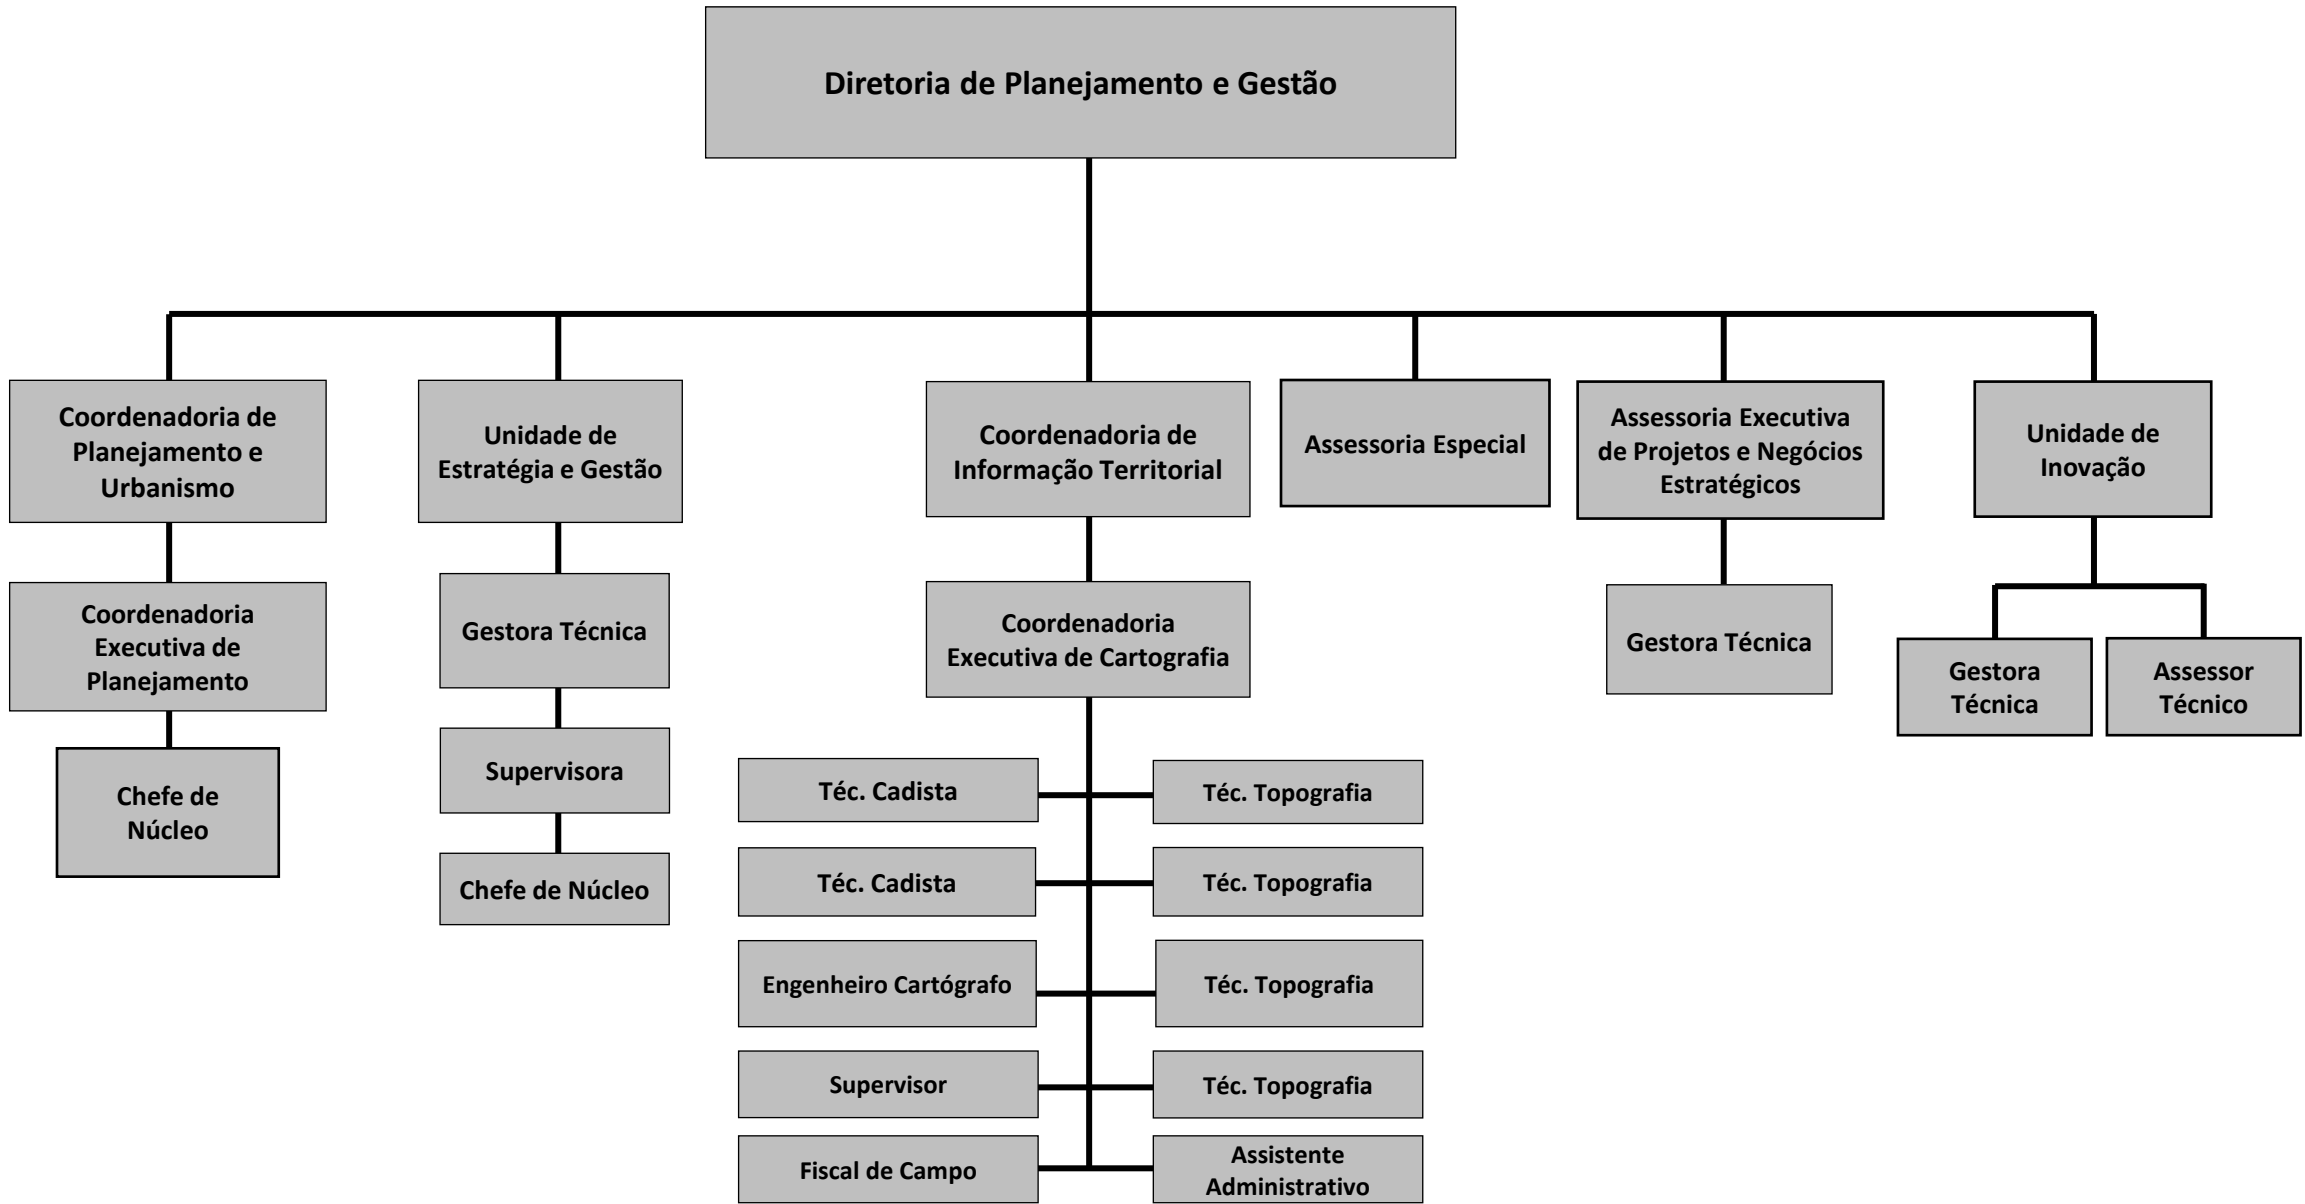 Diretoria de Planejamento e Gestão
Coordenadoria de
Planejamento e
Urbanismo
Unidade de
Estratégia e Gestão
Coordenadoria de
Informação Territorial
Assessoria Especial
Assessoria Executiva
de Projetos e Negócios
Estratégicos
Unidade de
Inovação
Coordenadoria
Executiva de
Planejamento
Gestora Técnica
Coordenadoria
Executiva de Cartografia
Gestora Técnica
Gestora
Técnica
Assessor
Técnico
Chefe de
Núcleo
Supervisora
Chefe de Núcleo
Téc. Cadista
Téc. Topografia
Téc. Cadista
Téc. Topografia
Engenheiro Cartógrafo
Téc. Topografia
Supervisor
Téc. Topografia
Fiscal de Campo
Assistente
Administrativo